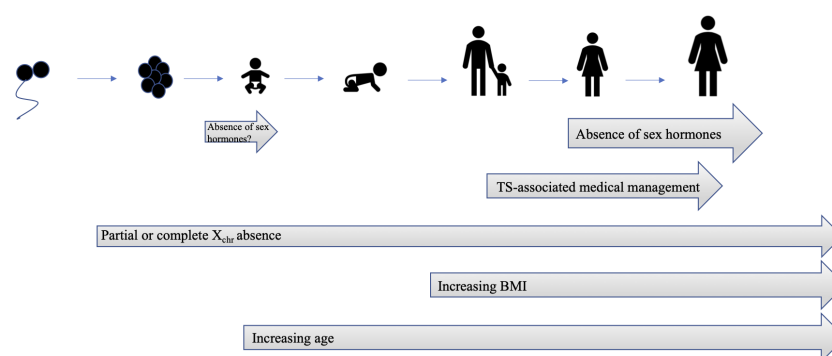 Absence of sex
hormones?
Absence of sex hormones
TS-associated medical management
Partial or complete Xchr absence
Increasing BMI
Increasing age